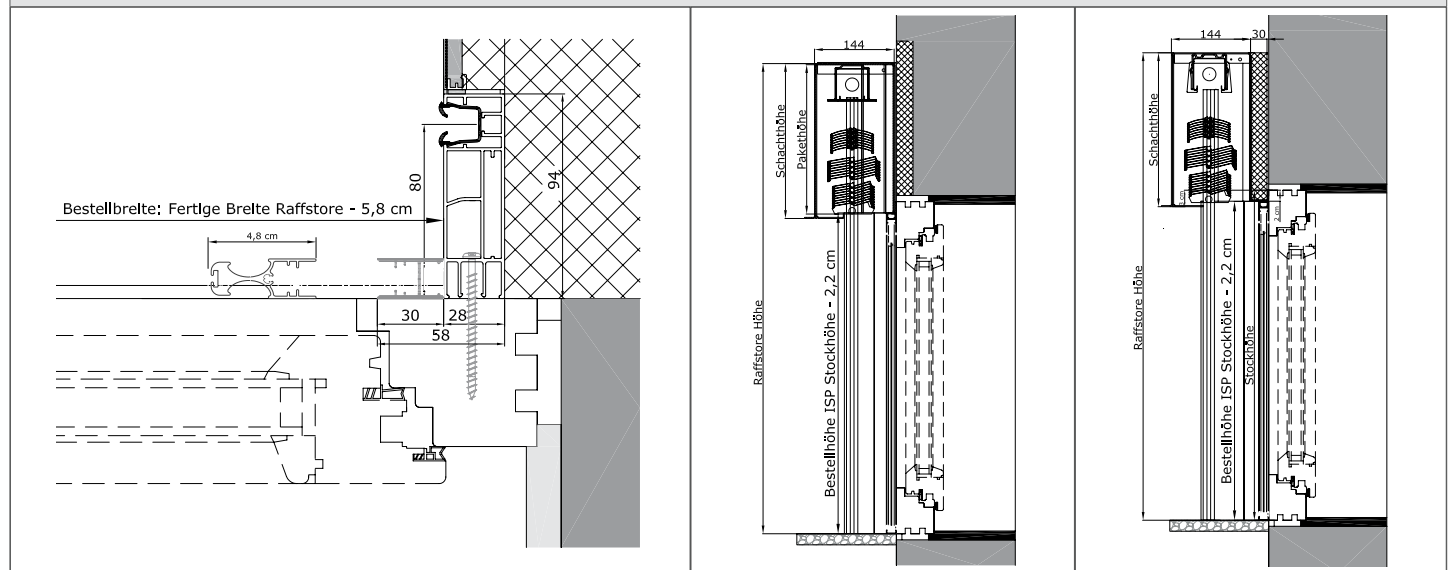 Bestellbreite: Fertige Breite Raffstore - 5,8 cm
4,8 cm
80
94
30
28
58
144
Schachthöhe
Pakethöhe
Raffstore Höhe
Bestellhöhe ISP Stockhöhe - 2,2 cm
144
30
Schachthöhe
2 cm
Raffstore Höhe
Bestellhöhe ISP Stockhöhe - 2,2 cm
Stockhöhe